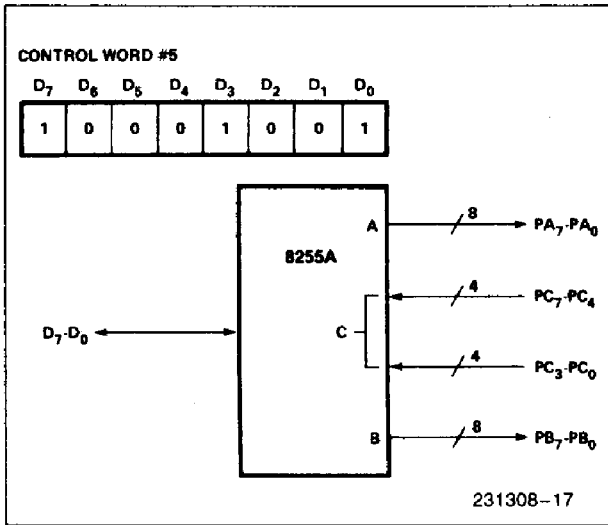 CONTROL WORD #5
D₇ D₆ D₅ D₄ D₃ D₂ D₁ D₀
1 0 0 0 1 0 0 1
A 8 PA₇-PA₀
8255A
4 PC₇-PC₄
D₇-D₀ C
4 PC₃-PC₀
B 8 PB₇-PB₀
231308-17